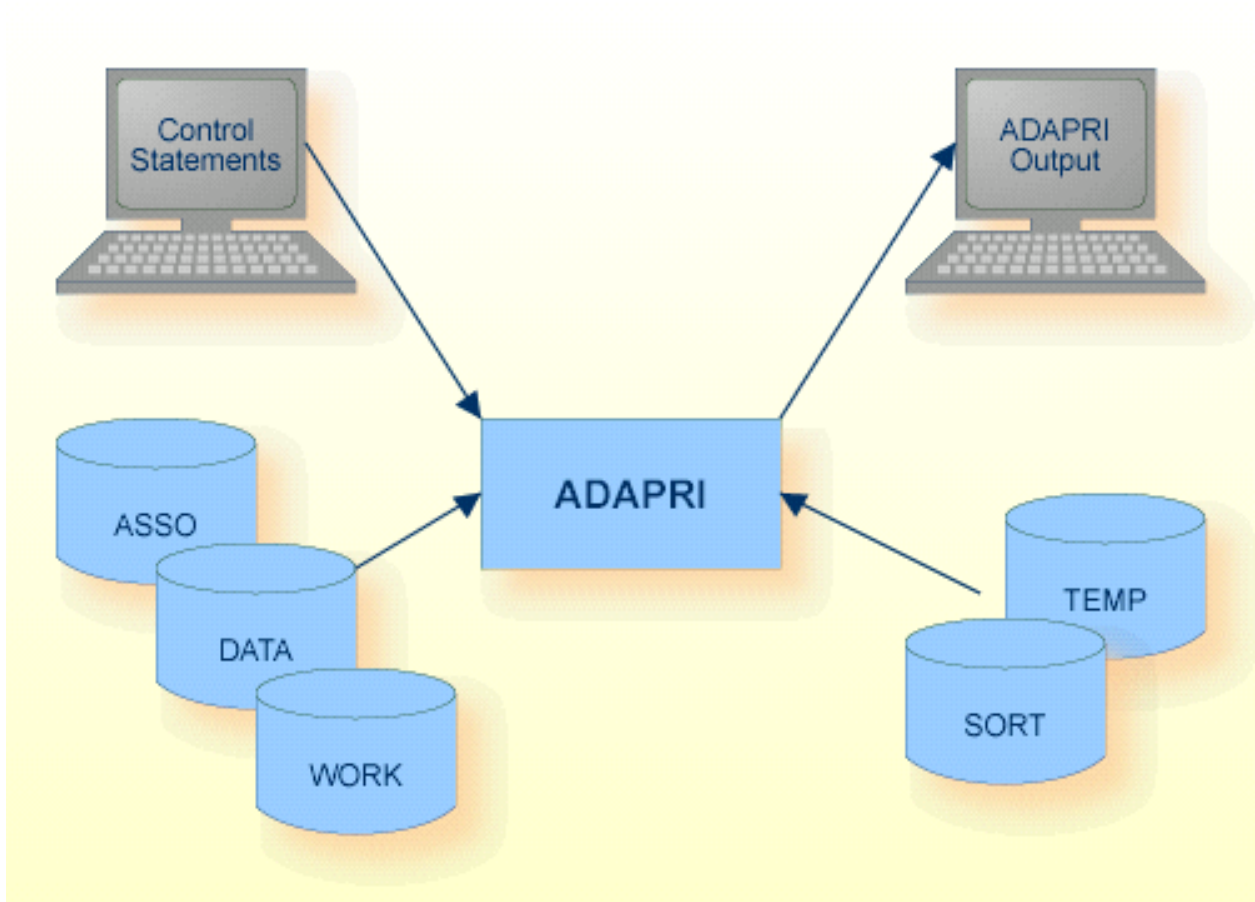 Control
Statements
ADAPRI
Output
ADAPRI
ASSO
DATA
WORK
TEMP
SORT